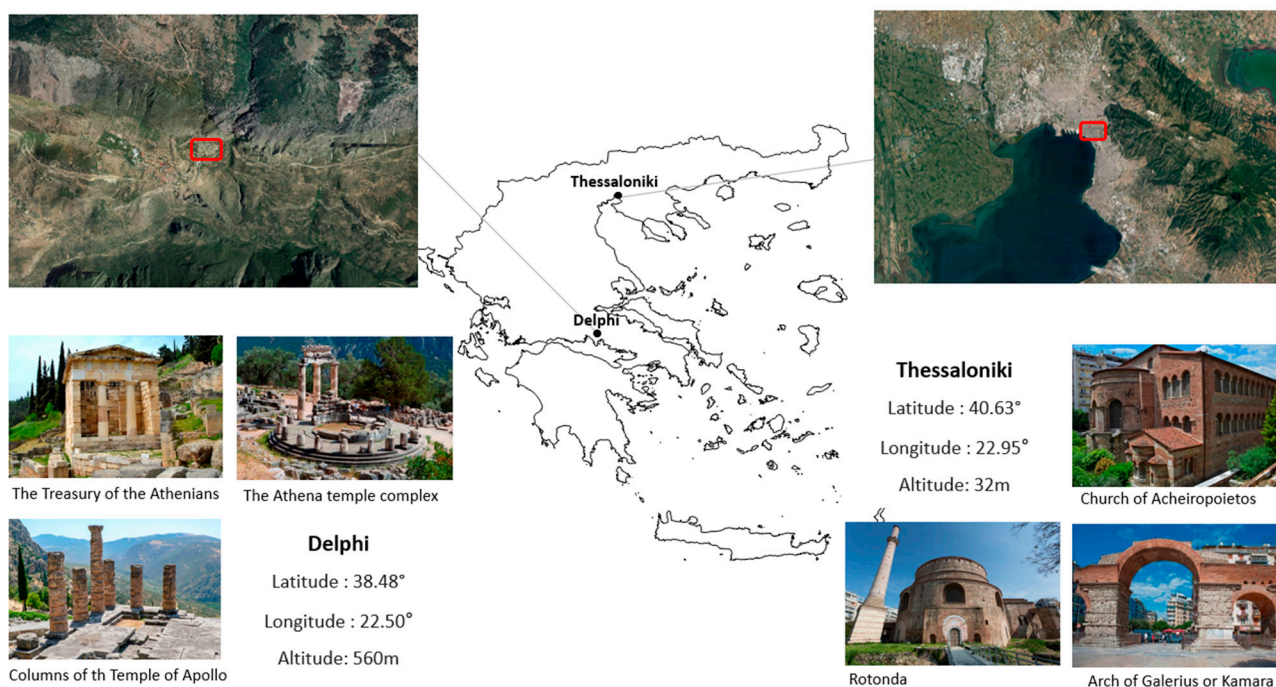 Thessaloniki
Delphi
The Treasury of the Athenians
The Athena temple complex
Delphi
Latitude : 38.48°
Longitude : 22.50°
Altitude: 560m
Columns of th Temple of Apollo
Thessaloniki
Latitude : 40.63°
Longitude : 22.95°
Altitude: 32m
Church of Acheiropoietos
Rotonda
Arch of Galerius or Kamara